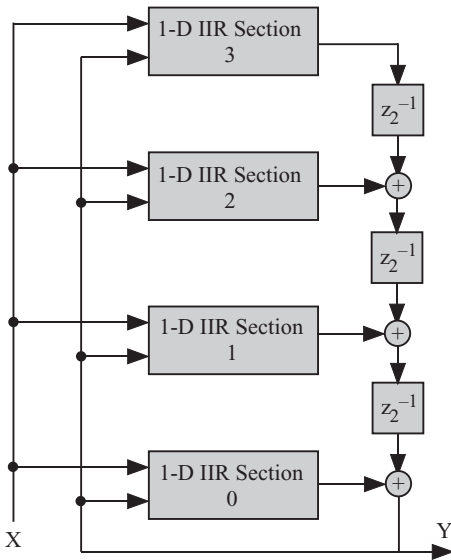 1-D IIR Section
3
z₂⁻¹
1-D IIR Section
2
+
z₂⁻¹
1-D IIR Section
1
+
z₂⁻¹
1-D IIR Section
0
+
X
Y